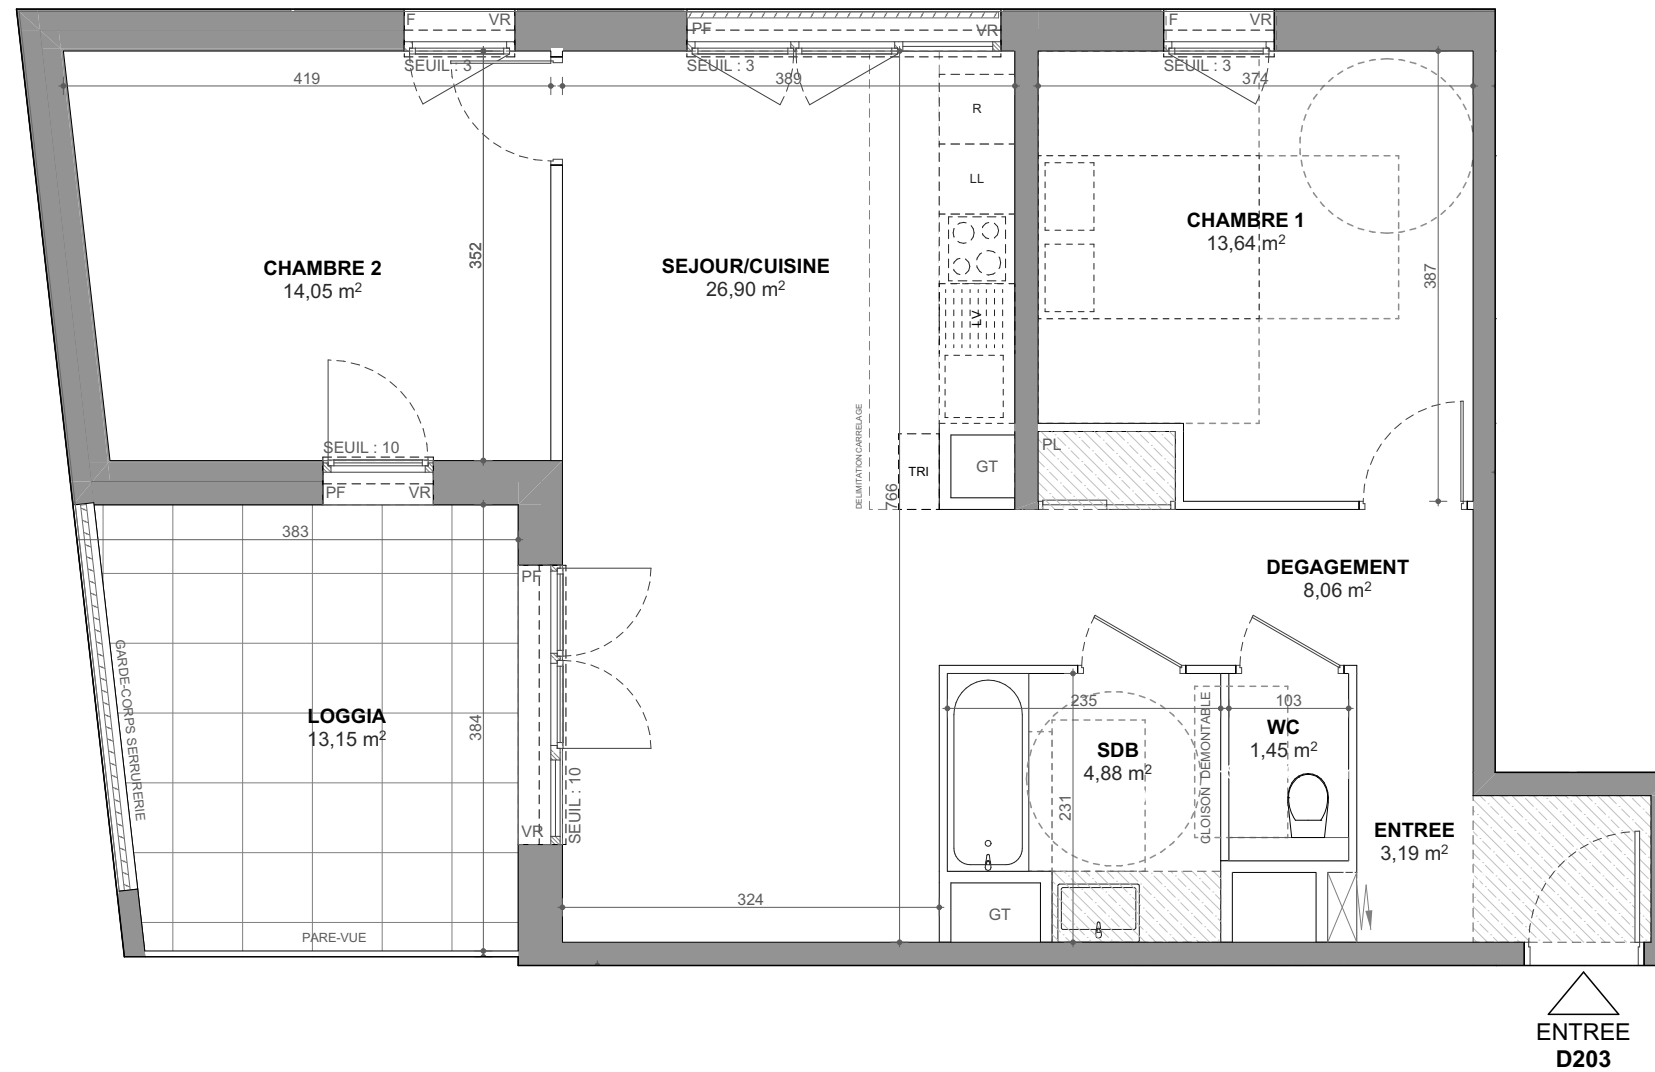 F VR
PF VR
F VR
SEUIL : 3
SEUIL : 3
SEUIL : 3
419
389
374
R
LL
CHAMBRE 1
13,64 m²
CHAMBRE 2
14,05 m²
352
SEJOUR/CUISINE
26,90 m²
387
LV
DELIMITATION CARRELAGE
SEUIL : 10
PL
TRI
GT
PF VR
766
383
DEGAGEMENT
8,06 m²
PF
GARDE-CORPS SERRURERIE
LOGGIA
13,15 m²
384
235
103
CLOISON DEMONTABLE
WC
1,45 m²
SDB
4,88 m²
231
VR
SEUIL : 10
ENTREE
3,19 m²
324
GT
PARE-VUE
ENTREE
D203